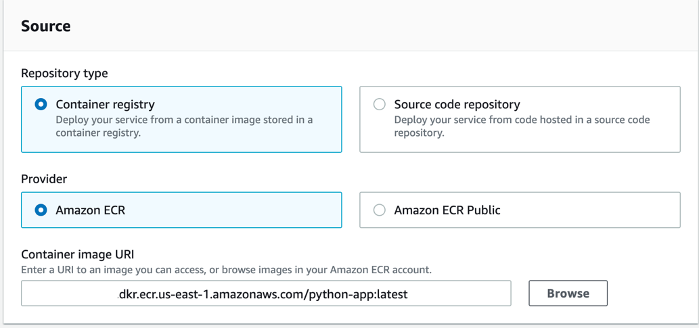 Source
Repository type
Container registry
Deploy your service from a container image stored in a
container registry.
Source code repository
Deploy your service from code hosted in a source code
repository.
Provider
Amazon ECR
Amazon ECR Public
Container image URI
Enter a URI to an image you can access, or browse images in your Amazon ECR account.
.dkr.ecr.us-east-1.amazonaws.com/python-app:latest
Browse